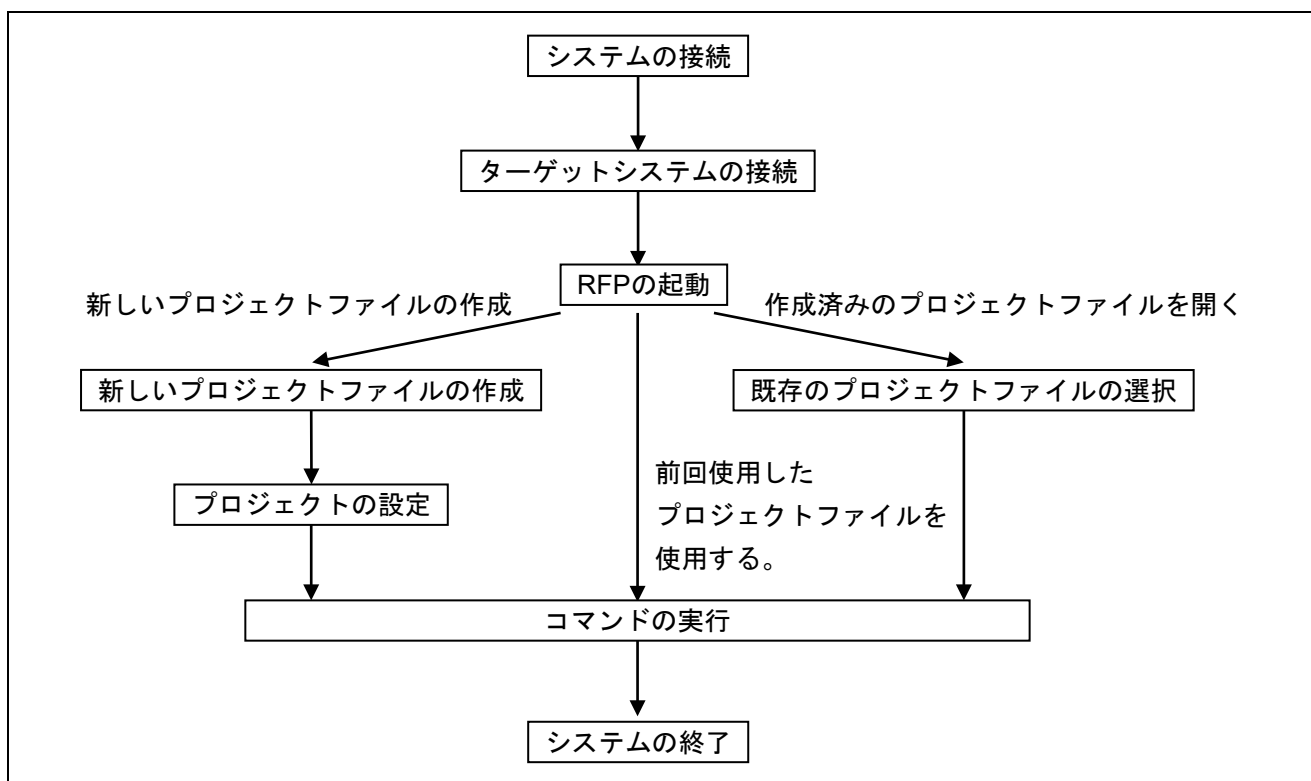 システムの接続
ターゲットシステムの接続
RFPの起動
新しいプロジェクトファイルの作成
作成済みのプロジェクトファイルを開く
新しいプロジェクトファイルの作成
既存のプロジェクトファイルの選択
前回使用した
プロジェクトファイルを
使用する。
プロジェクトの設定
コマンドの実行
システムの終了